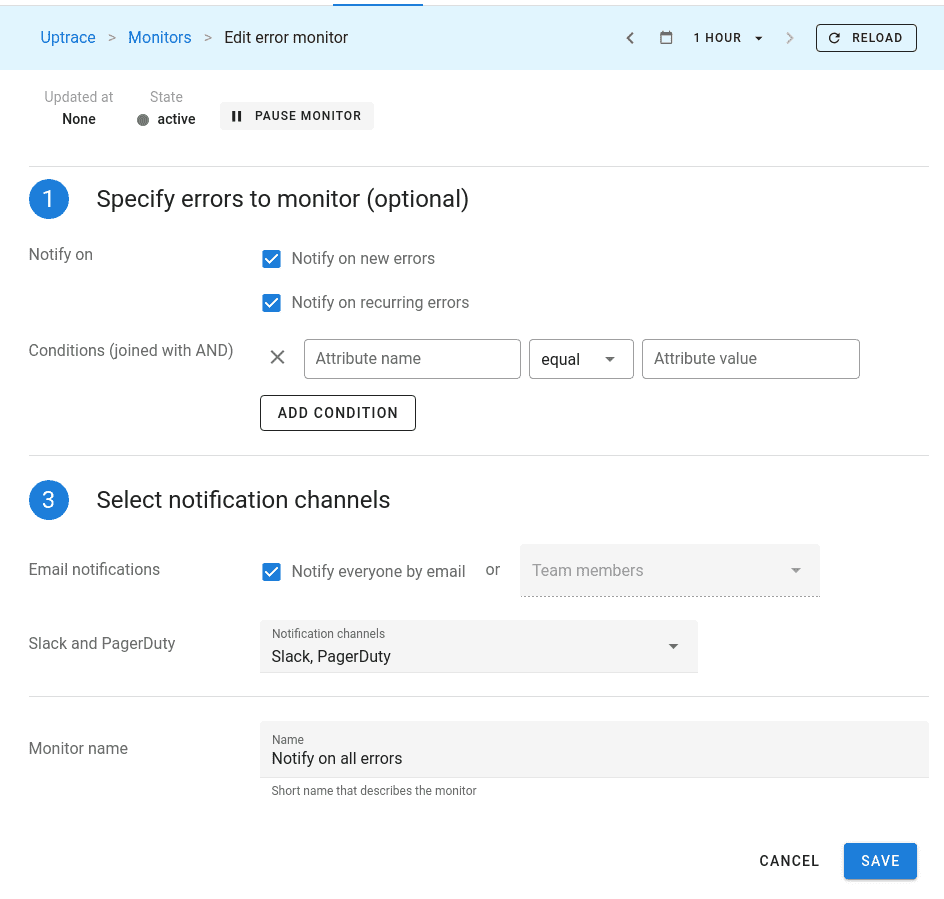 Uptrace > Monitors > Edit error monitor
1 HOUR
RELOAD
Updated at
State
None
active
PAUSE MONITOR
1
Specify errors to monitor (optional)
Notify on
Notify on new errors
Notify on recurring errors
Conditions (joined with AND)
Attribute name
equal
Attribute value
ADD CONDITION
3
Select notification channels
Email notifications
Notify everyone by email
or
Team members
Slack and PagerDuty
Notification channels
Slack, PagerDuty
Monitor name
Name
Notify on all errors
Short name that describes the monitor
CANCEL
SAVE